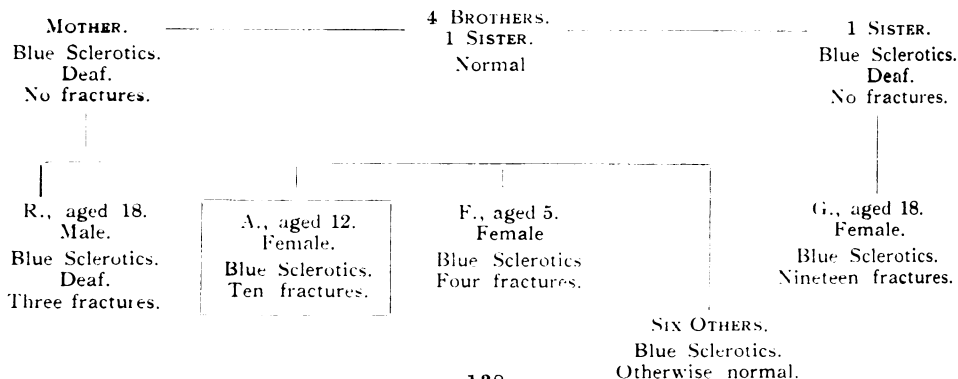 MOTHER.
Blue Sclerotics.
Deaf.
No fractures.
4 BROTHERS.
1 SISTER.
Normal
1 SISTER.
Blue Sclerotics.
Deaf.
No fractures.
R., aged 18.
Male.
Blue Sclerotics.
Deaf.
Three fractures.
A., aged 12.
Female.
Blue Sclerotics.
Ten fractures.
F., aged 5.
Female
Blue Sclerotics
Four fractures.
G., aged 18.
Female.
Blue Sclerotics.
Nineteen fractures.
SIX OTHERS.
Blue Sclerotics.
Otherwise normal.